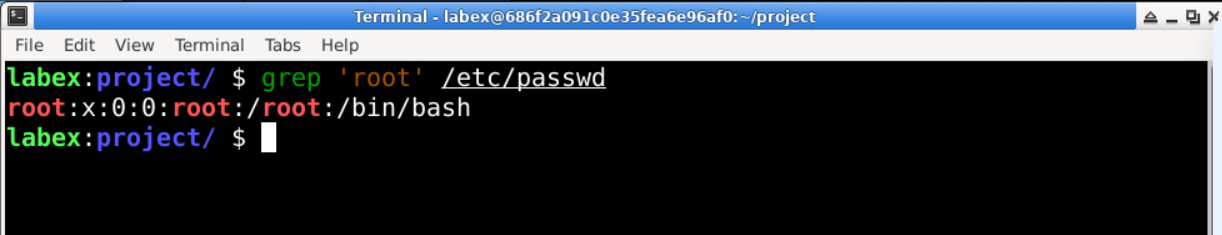 Terminal - labex@686f2a091c0e35fea6e96af0:~/project
File Edit View Terminal Tabs Help
labex:project/ $ grep 'root' /etc/passwd
root:x:0:0:root:/root:/bin/bash
labex:project/ $